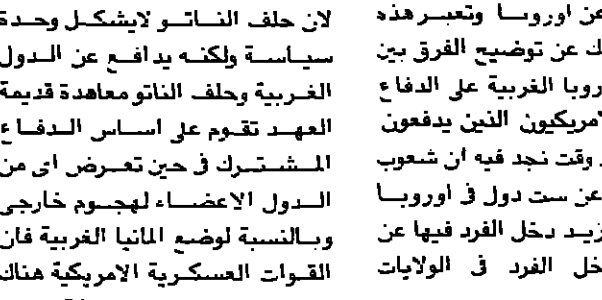 عن اوروبا وتعبر هذه
ك عن توضيح الفرق بين
روبا الغربية على الدفاع
لامريكيون الذين يدفعون
وقت نجد فيه ان شعوب
عن ست دول في اوروبا
زيد دخل الفرد فيها عن
خل الفرد في الولايات
لان حلف الناتو لايشكل وحدة
سياسة ولكنه يدافع عن الدول
الغربية وحلف الناتو معاهدة قديمة
العهد تقوم على اساس الدفاع
المشترك في حين تعرض اى من
الدول الاعضاء لهجوم خارجى
وبالنسبة لوضع المانيا الغربية فان
القوات العسكرية الامريكية هناك